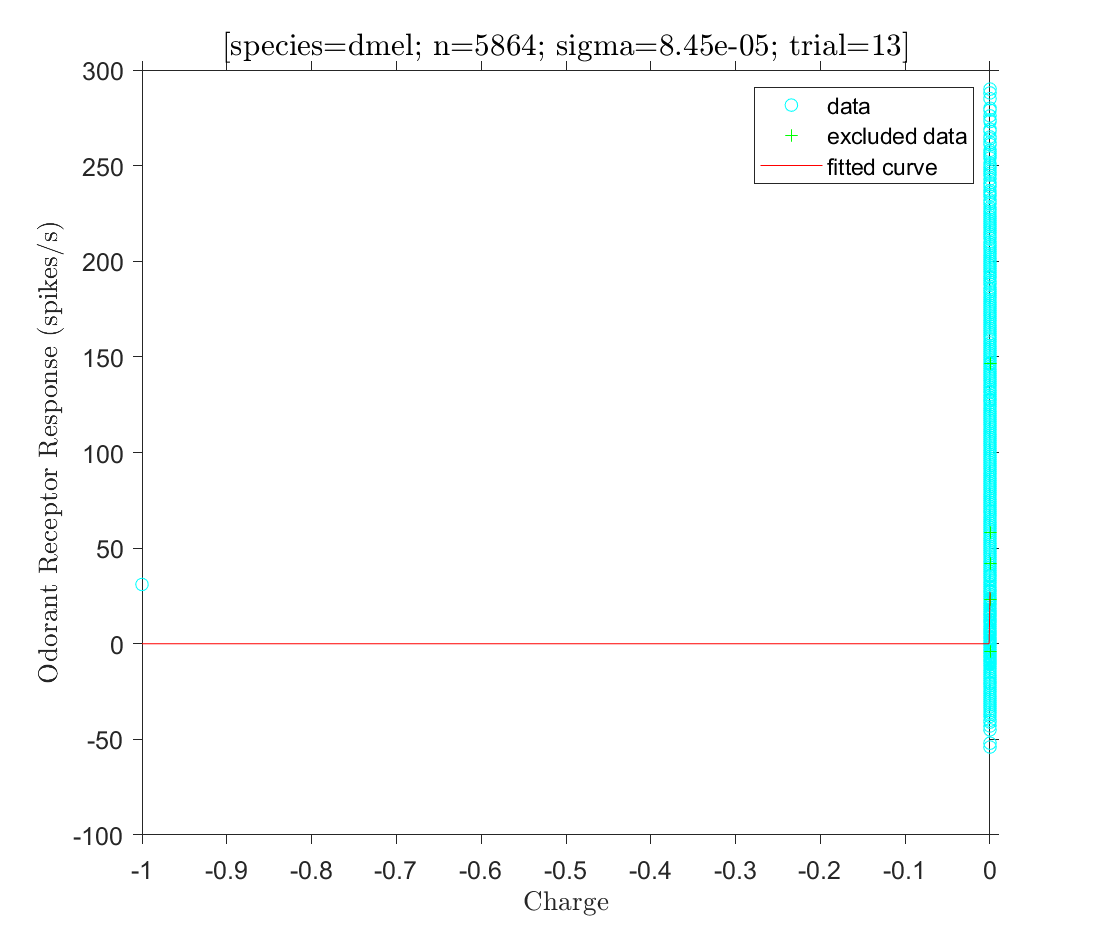 [species=dmel; n=5864; sigma=8.45e-05; trial=13]
300
250
200
150
100
50
0
-50
-100
Odorant Receptor Response (spikes/s)
data
excluded data
fitted curve
-1 -0.9 -0.8 -0.7 -0.6 -0.5 -0.4 -0.3 -0.2 -0.1 0
Charge